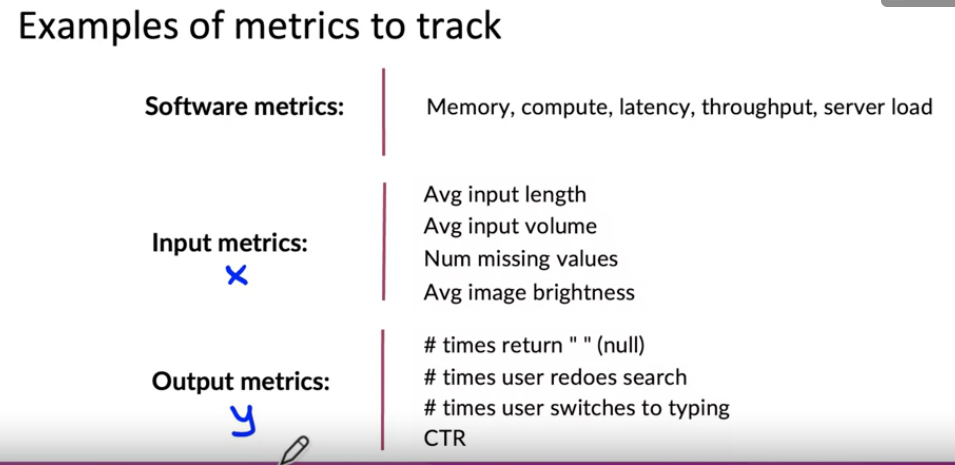 Examples of metrics to track
Software metrics:
Memory, compute, latency, throughput, server load
Input metrics:
x
Avg input length
Avg input volume
Num missing values
Avg image brightness
Output metrics:
y
# times return " " (null)
# times user redoes search
# times user switches to typing
CTR